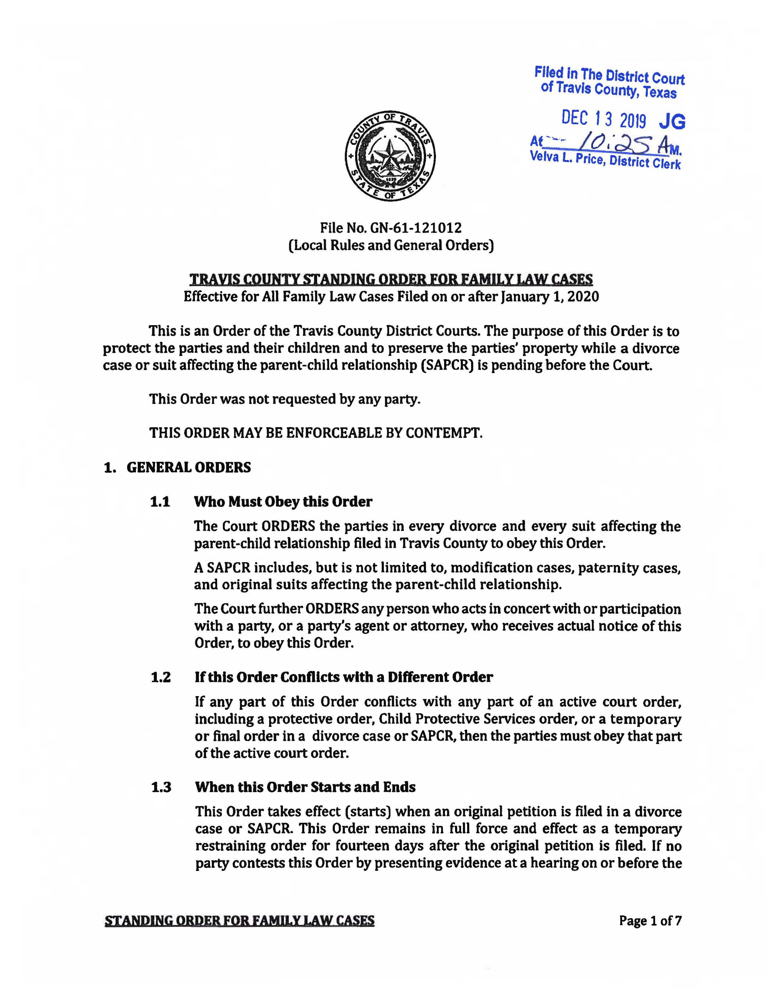 Filed in The District Court
of Travis County, Texas
DEC 13 2019 JG
At 10:25 A M.
Velva L. Price, District Clerk
COUNTY OF TRAVIS
STATE OF TEXAS
1839
File No. GN-61-121012
(Local Rules and General Orders)
TRAVIS COUNTY STANDING ORDER FOR FAMILY LAW CASES
Effective for All Family Law Cases Filed on or after January 1, 2020
This is an Order of the Travis County District Courts. The purpose of this Order is to
protect the parties and their children and to preserve the parties' property while a divorce
case or suit affecting the parent-child relationship (SAPCR) is pending before the Court.
This Order was not requested by any party.
THIS ORDER MAY BE ENFORCEABLE BY CONTEMPT.
1. GENERAL ORDERS
1.1 Who Must Obey this Order
The Court ORDERS the parties in every divorce and every suit affecting the
parent-child relationship filed in Travis County to obey this Order.
A SAPCR includes, but is not limited to, modification cases, paternity cases,
and original suits affecting the parent-child relationship.
The Court further ORDERS any person who acts in concert with or participation
with a party, or a party's agent or attorney, who receives actual notice of this
Order, to obey this Order.
1.2 If this Order Conflicts with a Different Order
If any part of this Order conflicts with any part of an active court order,
including a protective order, Child Protective Services order, or a temporary
or final order in a divorce case or SAPCR, then the parties must obey that part
of the active court order.
1.3 When this Order Starts and Ends
This Order takes effect (starts) when an original petition is filed in a divorce
case or SAPCR. This Order remains in full force and effect as a temporary
restraining order for fourteen days after the original petition is filed. If no
party contests this Order by presenting evidence at a hearing on or before the
STANDING ORDER FOR FAMILY LAW CASES Page 1 of 7